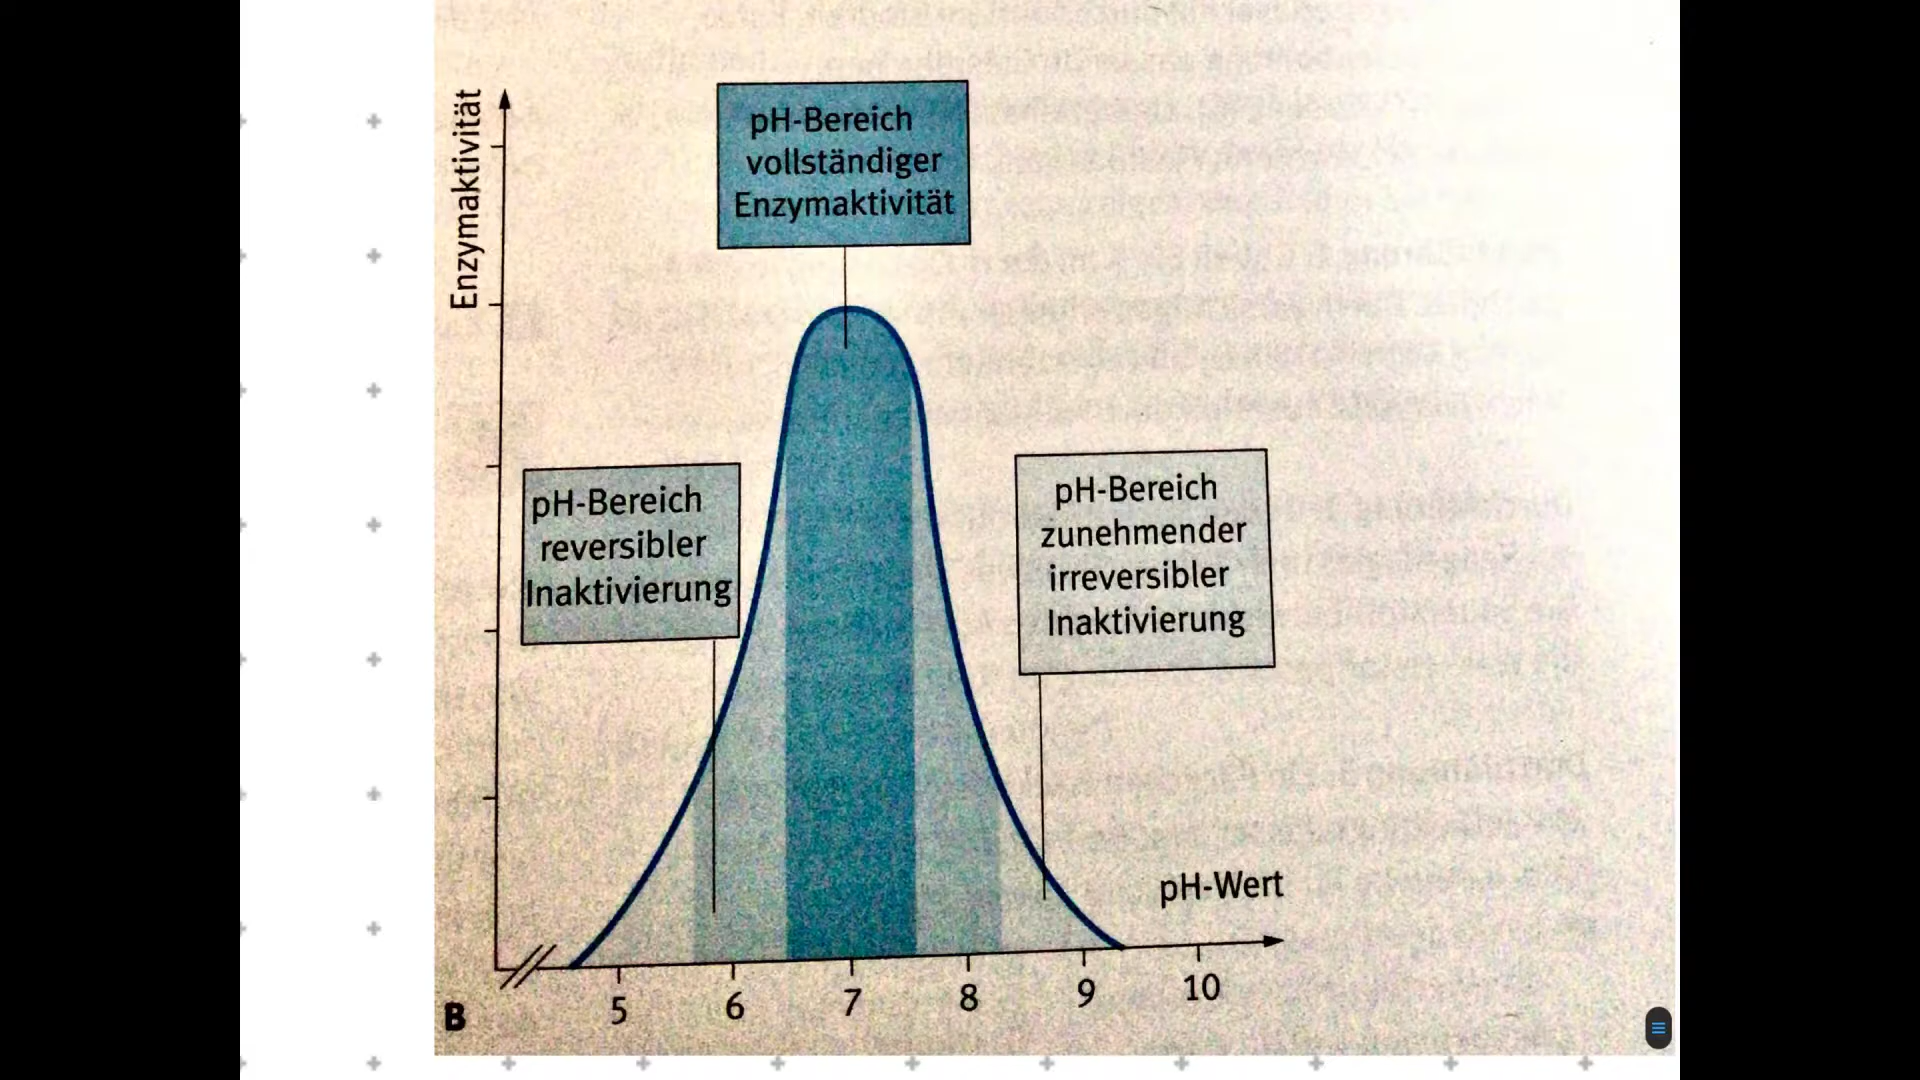 Enzymaktivität
pH-Bereich
vollständiger
Enzymaktivität
pH-Bereich
reversibler
Inaktivierung
pH-Bereich
zunehmender
irreversibler
Inaktivierung
pH-Wert
5 6 7 8 9 10
B